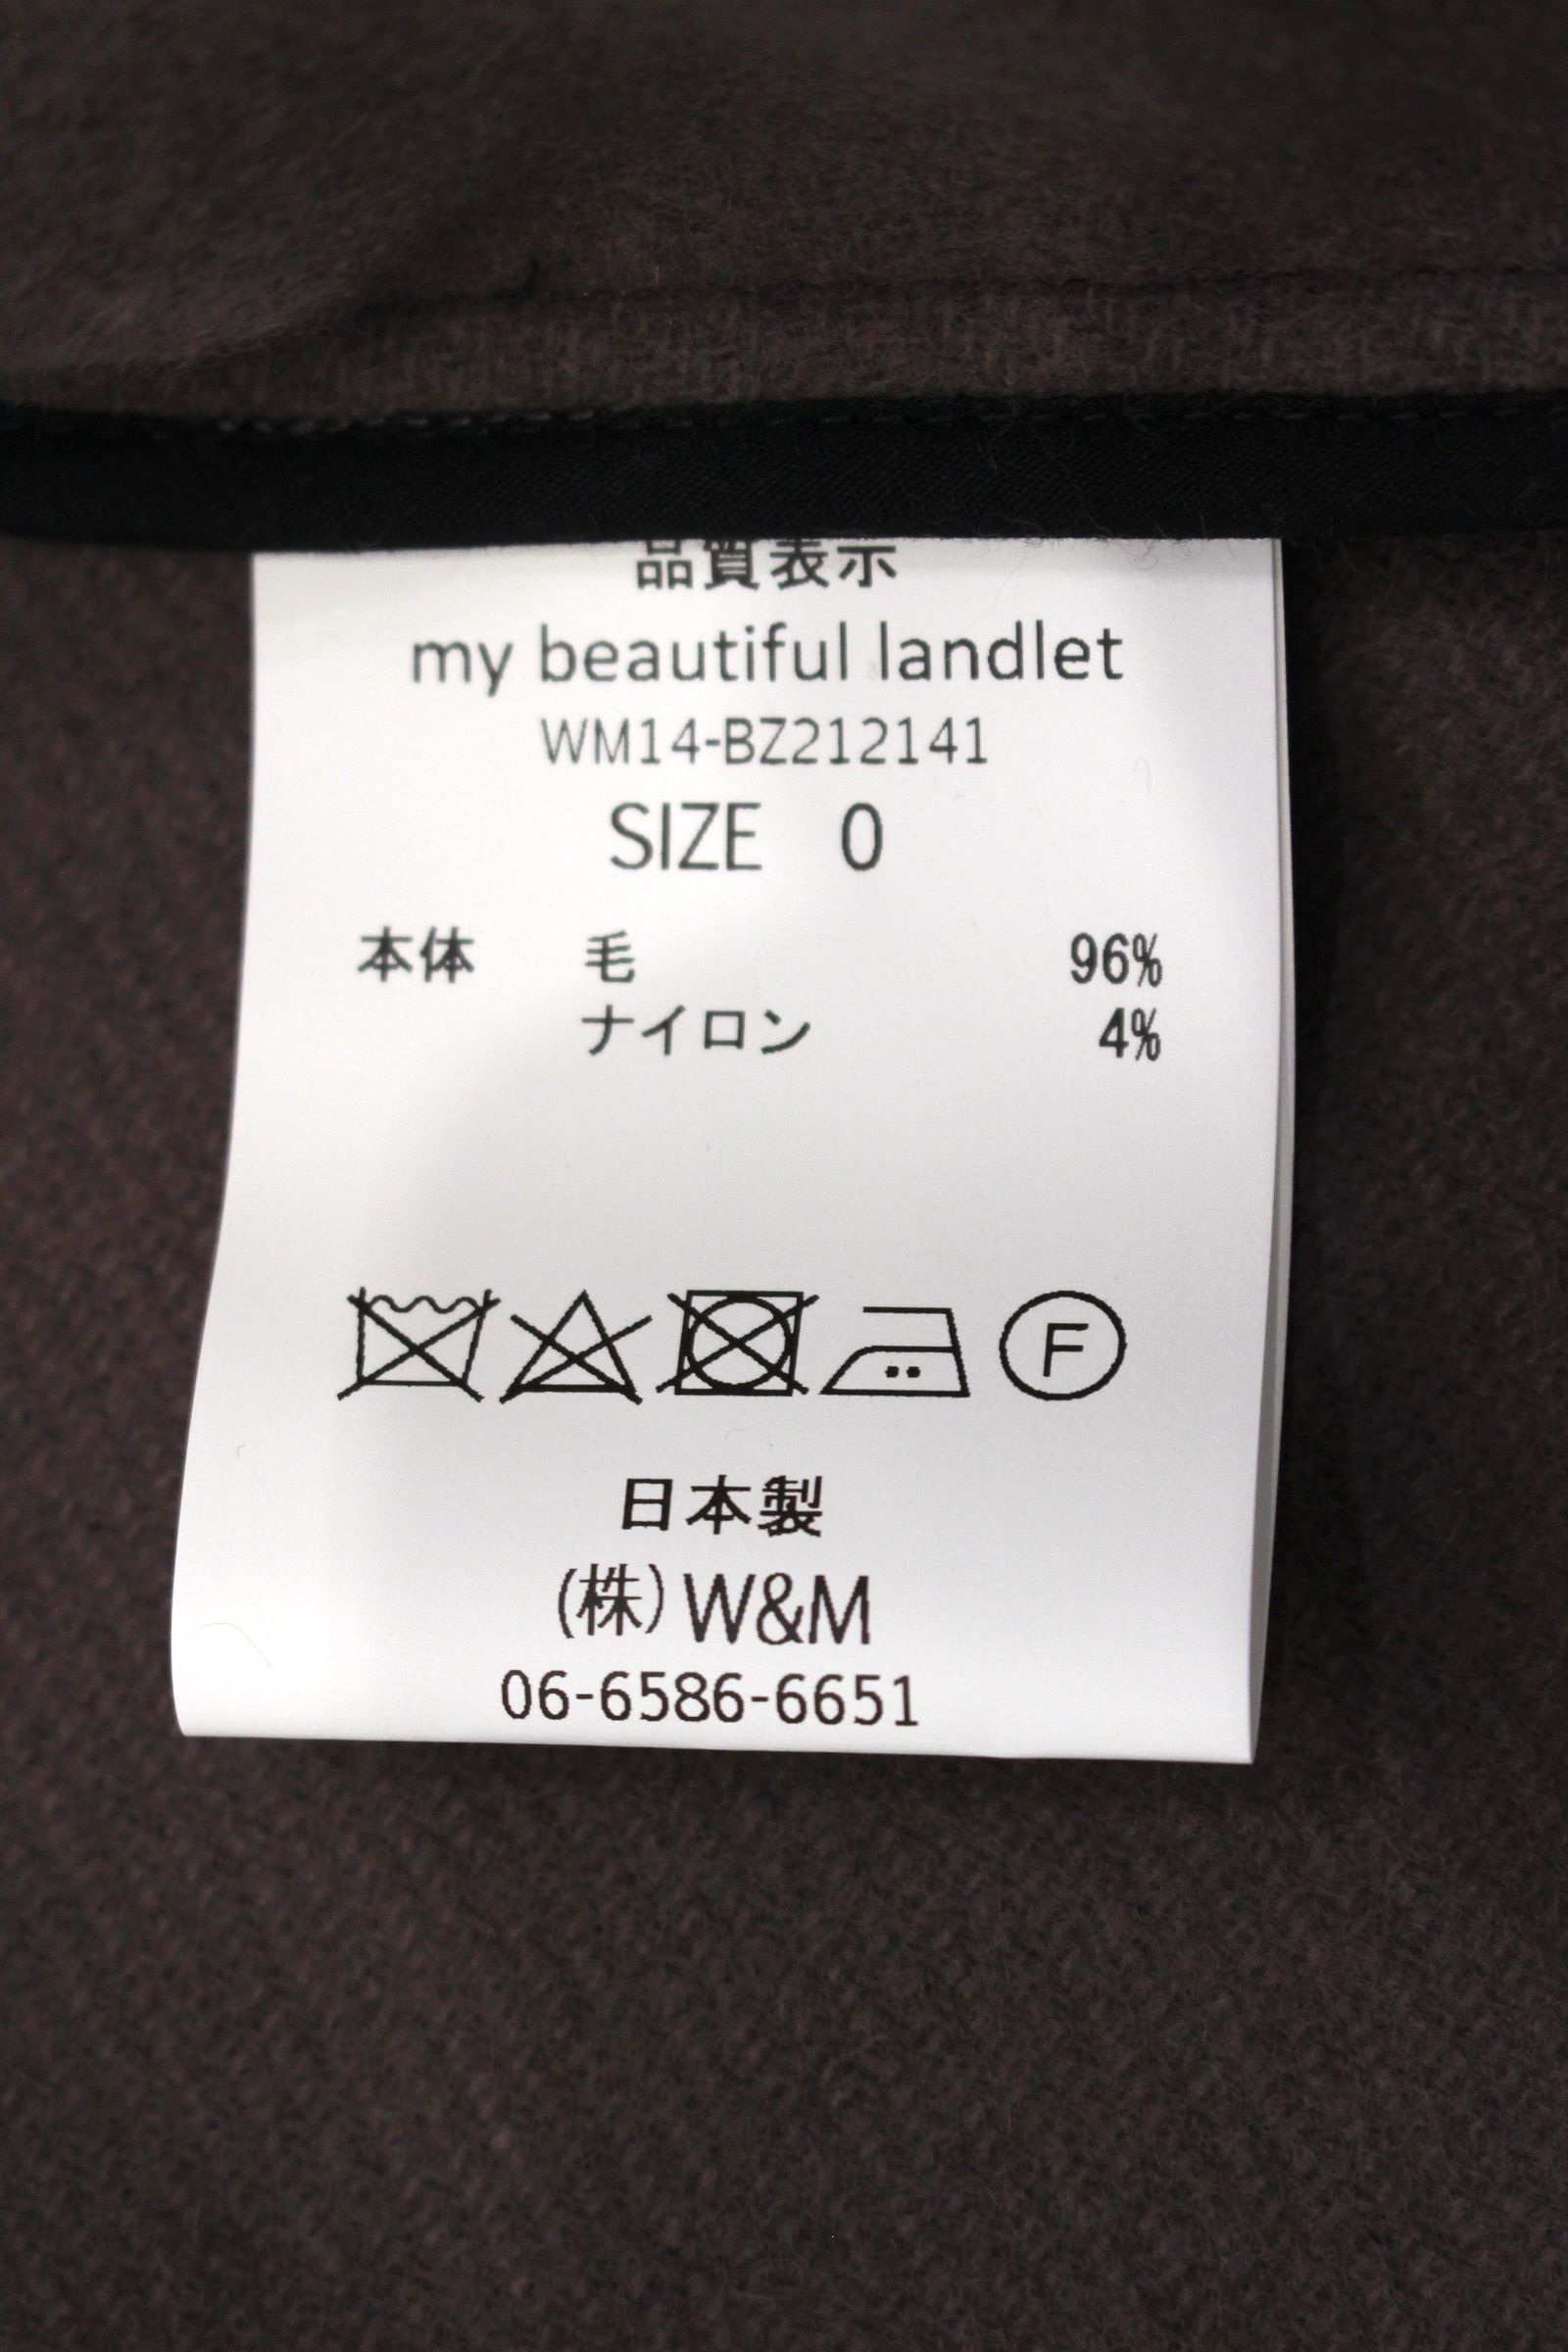 品質表示
my beautiful landlet
WM14-BZ212141
SIZE 0
本体 毛 96%
ナイロン 4%
F
日本製
(株)W&M
06-6586-6651